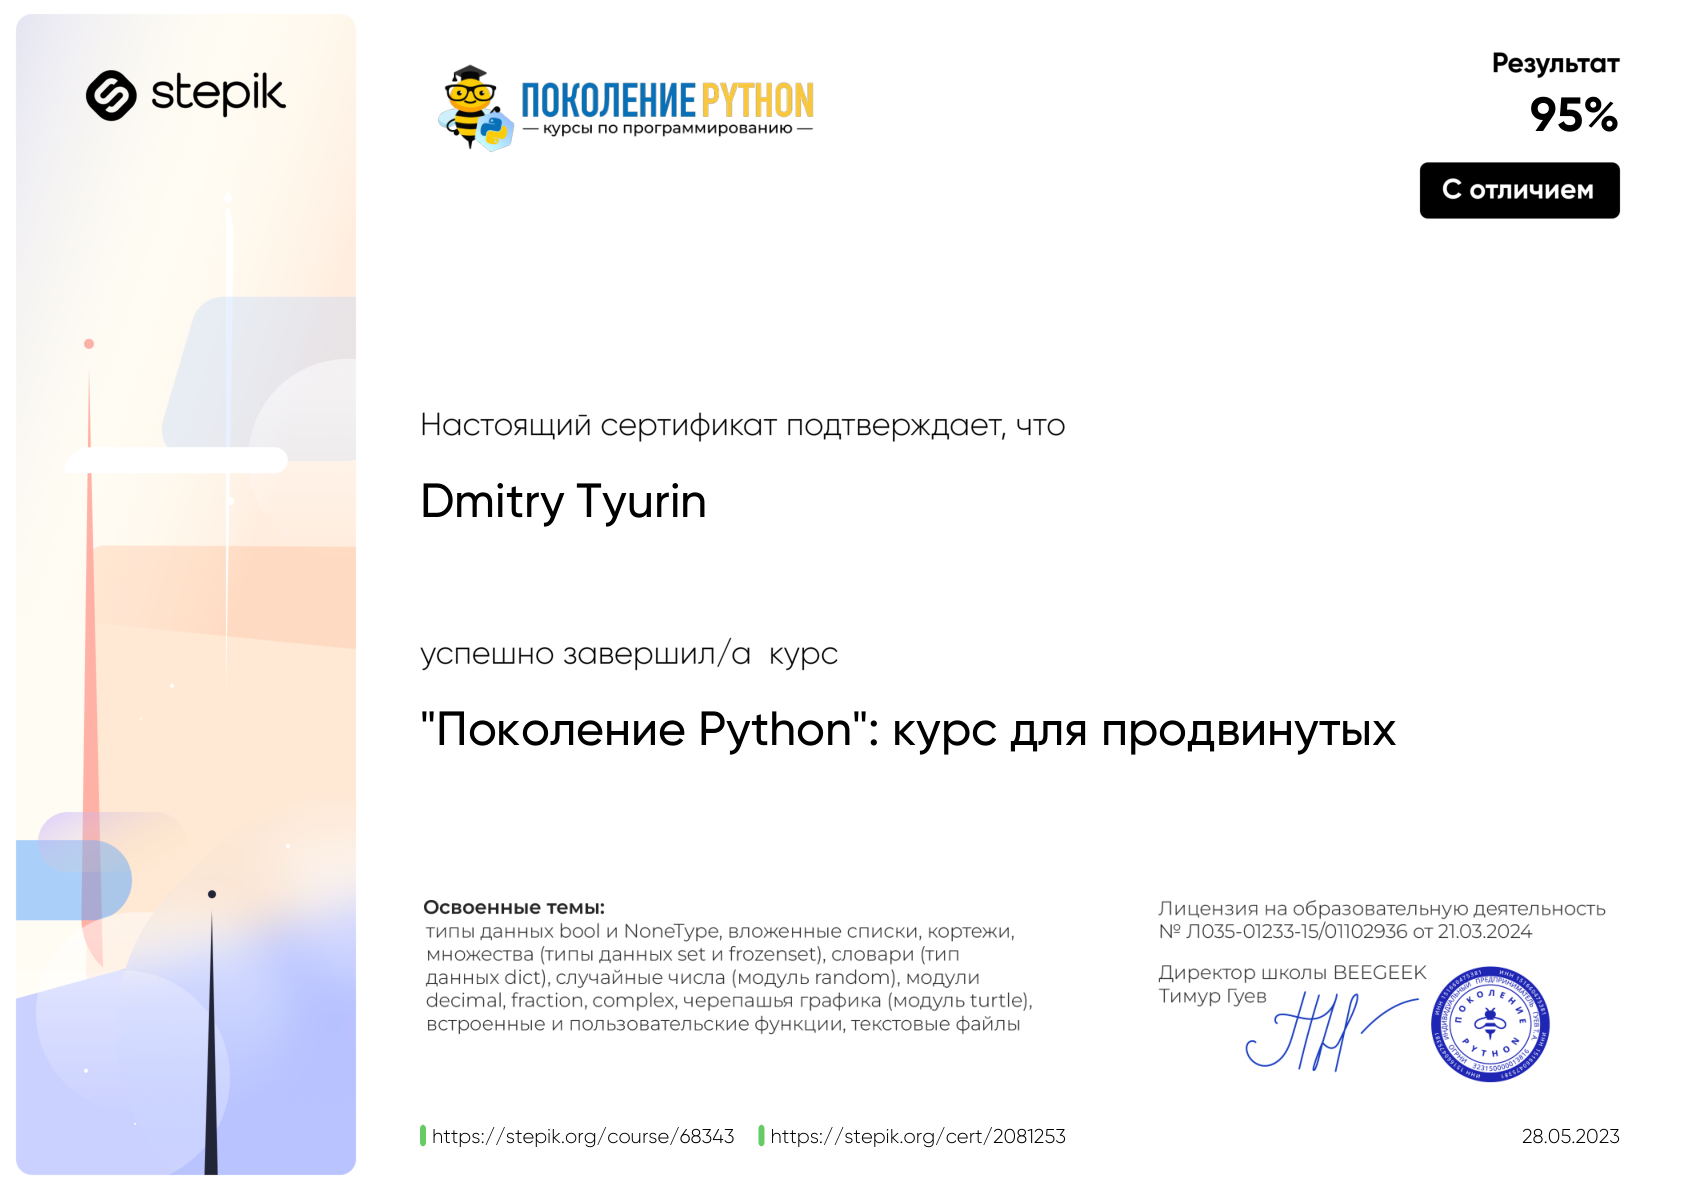 stepik
ПОКОЛЕНИЕ PYTHON
— курсы по программированию —
Результат
95%
С отличием
Настоящий сертификат подтверждает, что
Dmitry Tyurin
успешно завершил/а курс
"Поколение Python": курс для продвинутых
Освоенные темы:
типы данных bool и NoneType, вложенные списки, кортежи,
множества (типы данных set и frozenset), словари (тип
данных dict), случайные числа (модуль random), модули
decimal, fraction, complex, черепашья графика (модуль turtle),
встроенные и пользовательские функции, текстовые файлы
Лицензия на образовательную деятельность
№ Л035-01233-15/01102936 от 21.03.2024
Директор школы BEEGEEK
Тимур Гуев
ИНДИВИДУАЛЬНЫЙ ПРЕДПРИНИМАТЕЛЬ ГУЕВ Т.А.
ПОКОЛЕНИЕ
PYTHON
https://stepik.org/course/68343
https://stepik.org/cert/2081253
28.05.2023